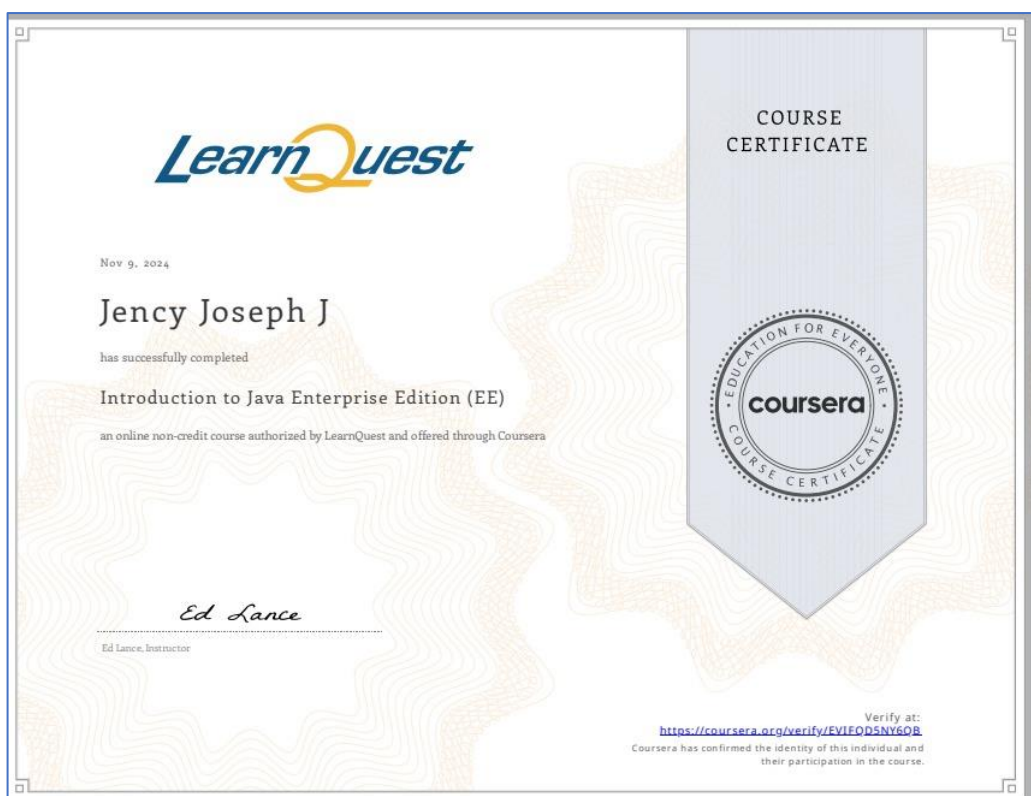 LearnQuest
COURSE
CERTIFICATE
Nov 9, 2024
Jency Joseph J
has successfully completed
Introduction to Java Enterprise Edition (EE)
an online non-credit course authorized by LearnQuest and offered through Coursera
EDUCATION FOR EVERYONE
coursera
COURSE CERTIFICATE
Ed Lance
Ed Lance, Instructor
Verify at:
https://coursera.org/verify/EVIFQD5NY6QB
Coursera has confirmed the identity of this individual and
their participation in the course.